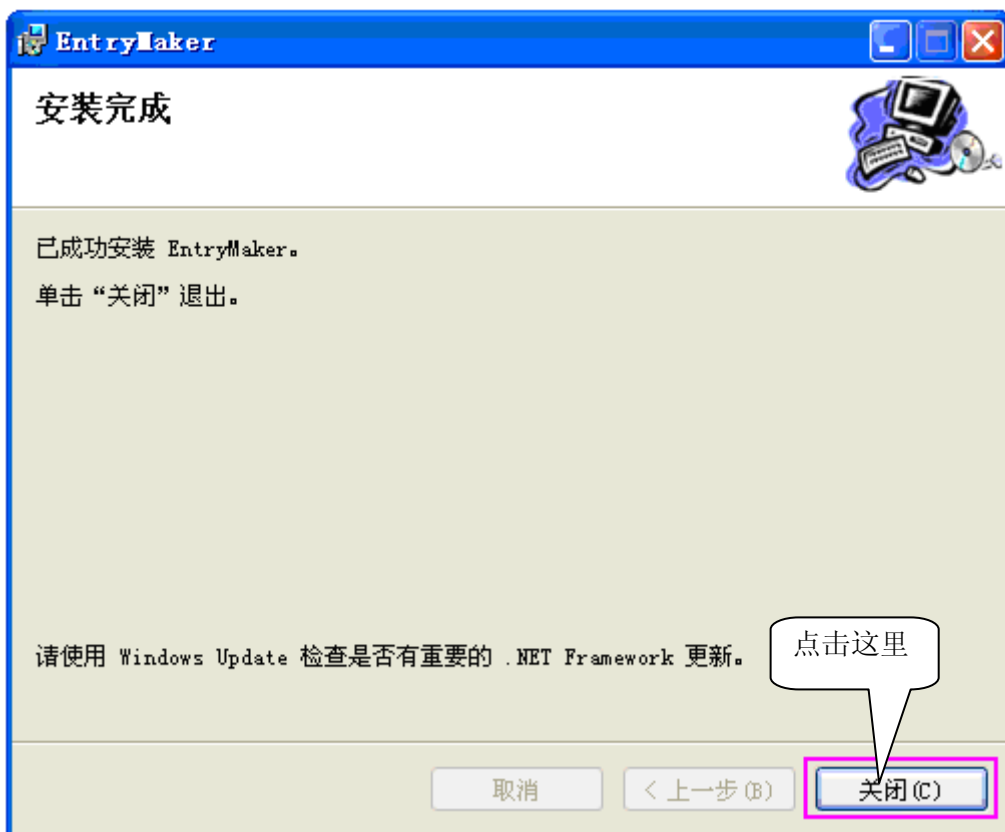 EntryMaker
安装完成
已成功安装 EntryMaker。
单击“关闭”退出。
请使用 Windows Update 检查是否有重要的 .NET Framework 更新。
点击这里
取消
< 上一步(B)
关闭(C)